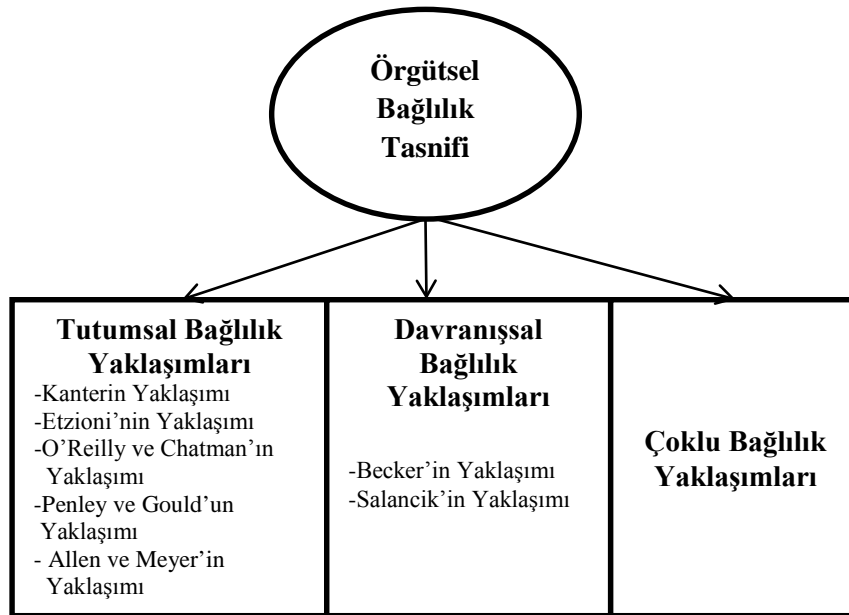 Örgütsel
Bağlılık
Tasnifi
Tutumsal Bağlılık
Yaklaşımları
-Kanterin Yaklaşımı
-Etzioni’nin Yaklaşımı
-O’Reilly ve Chatman’ın
Yaklaşımı
-Penley ve Gould’un
Yaklaşımı
- Allen ve Meyer’in
Yaklaşımı
Davranışsal
Bağlılık
Yaklaşımları
-Becker’in Yaklaşımı
-Salancik’in Yaklaşımı
Çoklu Bağlılık
Yaklaşımları